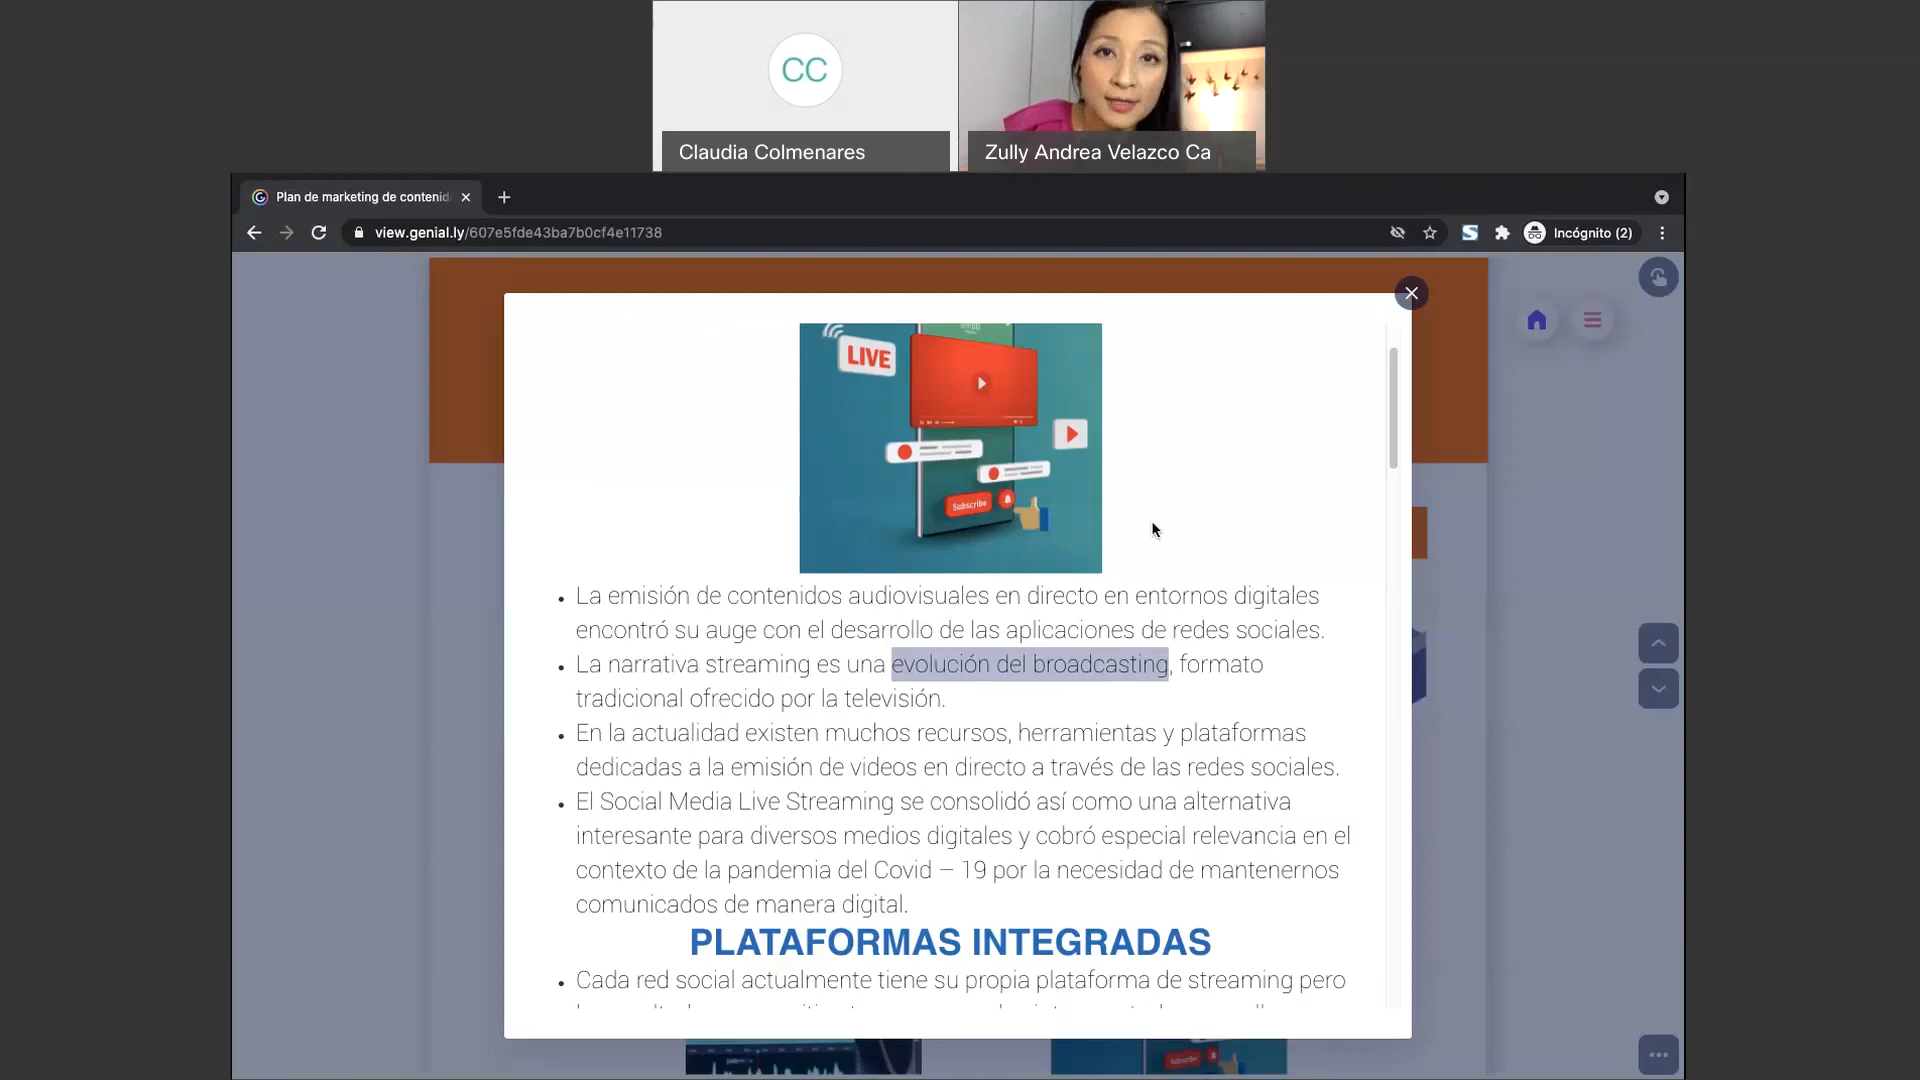 CC
Claudia Colmenares
Zully Andrea Velazco Ca
Plan de marketing de contenid
view.genial.ly/607e5fde43ba7b0cf4e11738
Incógnito (2)
LIVE
Subscribe
La emisión de contenidos audiovisuales en directo en entornos digitales
encontró su auge con el desarrollo de las aplicaciones de redes sociales.
La narrativa streaming es una evolución del broadcasting, formato
tradicional ofrecido por la televisión.
En la actualidad existen muchos recursos, herramientas y plataformas
dedicadas a la emisión de videos en directo a través de las redes sociales.
El Social Media Live Streaming se consolidó así como una alternativa
interesante para diversos medios digitales y cobró especial relevancia en el
contexto de la pandemia del Covid – 19 por la necesidad de mantenernos
comunicados de manera digital.
PLATAFORMAS INTEGRADAS
Cada red social actualmente tiene su propia plataforma de streaming pero
Subscribe